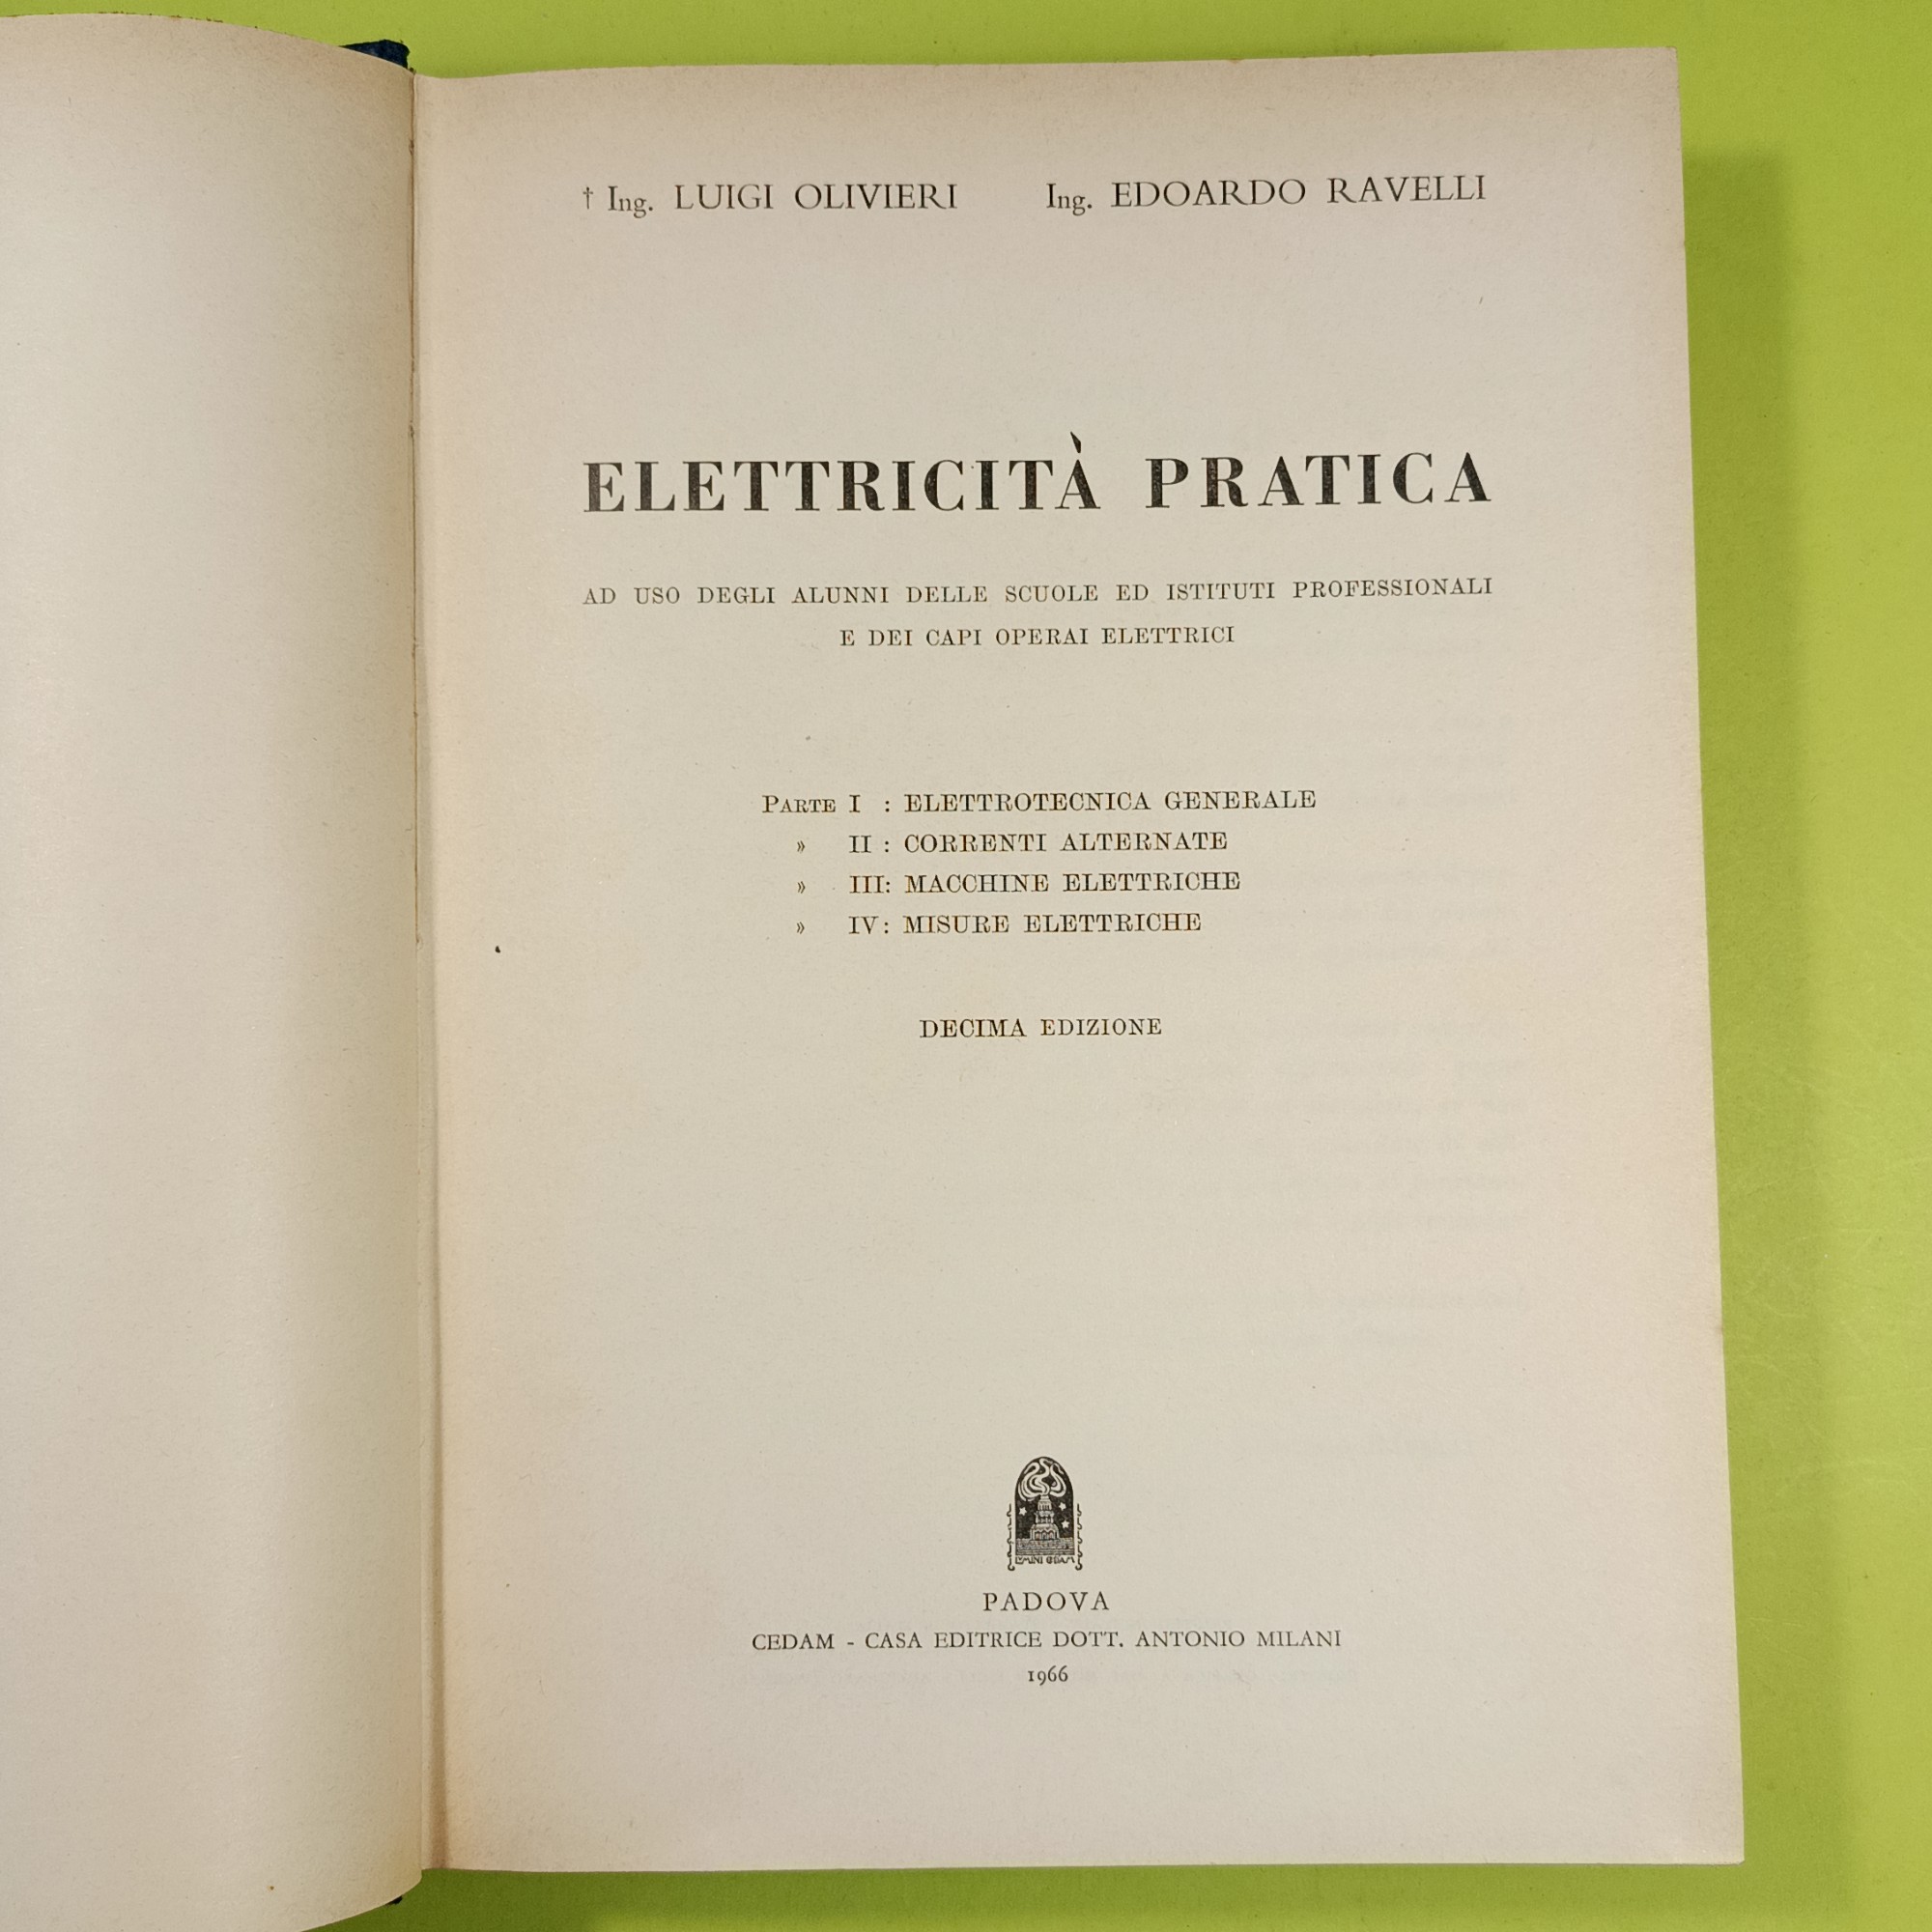 † Ing. LUIGI OLIVIERI Ing. EDOARDO RAVELLI
ELETTRICITÀ PRATICA
AD USO DEGLI ALUNNI DELLE SCUOLE ED ISTITUTI PROFESSIONALI
E DEI CAPI OPERAI ELETTRICI
PARTE I : ELETTROTECNICA GENERALE
» II : CORRENTI ALTERNATE
» III: MACCHINE ELETTRICHE
» IV: MISURE ELETTRICHE
DECIMA EDIZIONE
PADOVA
CEDAM - CASA EDITRICE DOTT. ANTONIO MILANI
1966